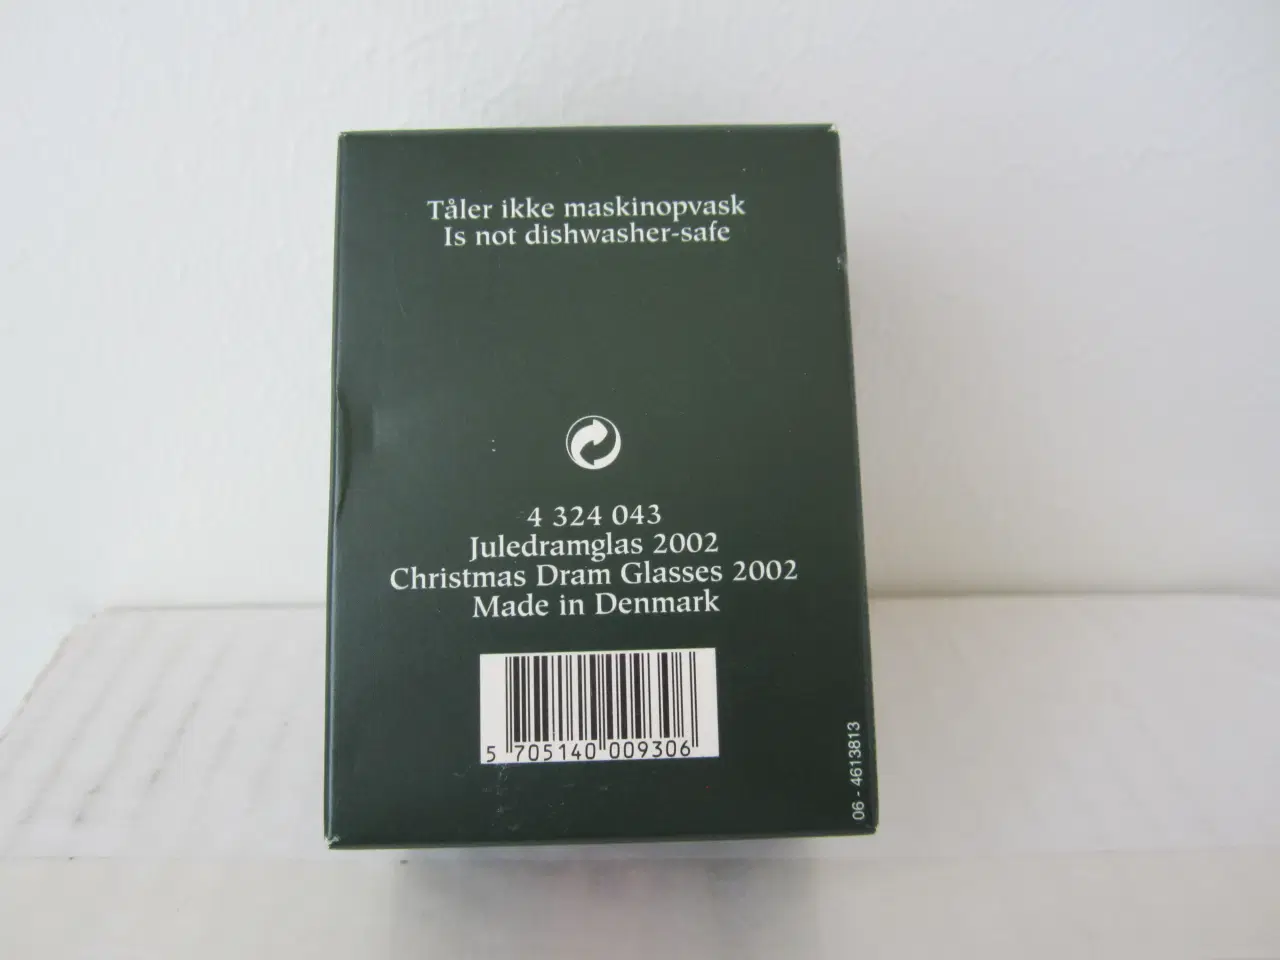 Tåler ikke maskinopvask
Is not dishwasher-safe
4 324 043
Juledramglas 2002
Christmas Dram Glasses 2002
Made in Denmark
5 705140 009306
06 - 4613813